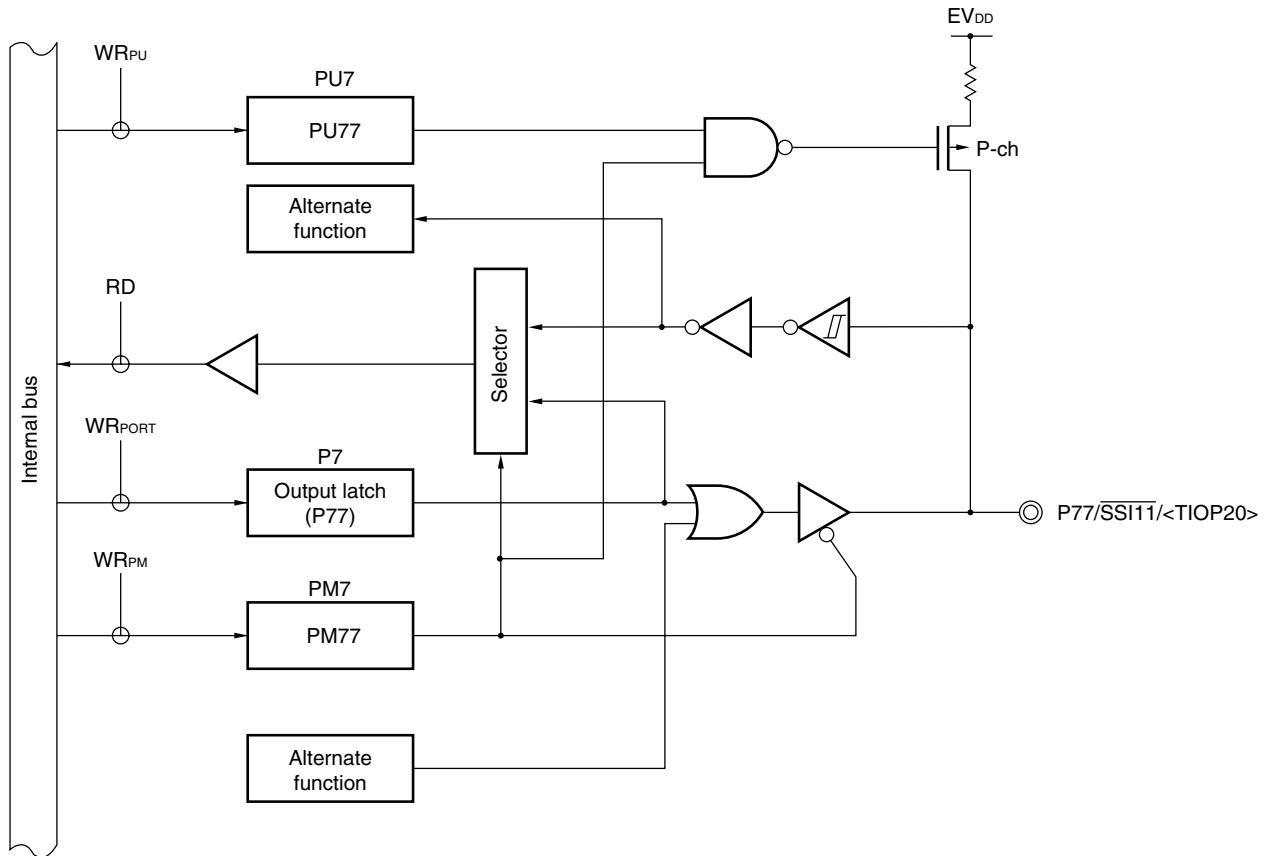 EVDD
WRPU
PU7
PU77
P-ch
Alternate
function
RD
Selector
Internal bus
WRPORT
P7
Output latch
(P77)
P77/SSI11/<TIOP20>
WRPM
PM7
PM77
Alternate
function